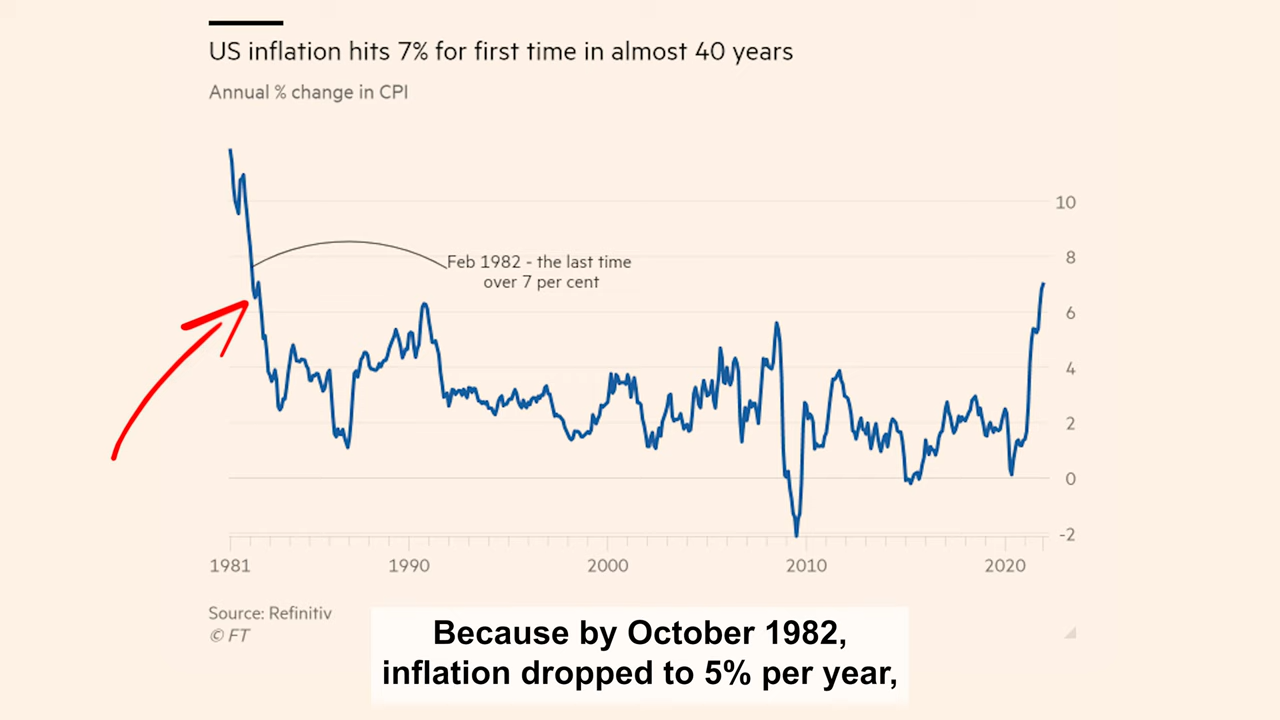 US inflation hits 7% for first time in almost 40 years
Annual % change in CPI
10
8
Feb 1982 - the last time
over 7 per cent
6
4
2
0
-2
1981 1990 2000 2010 2020
Source: Refinitiv
© FT
Because by October 1982,
inflation dropped to 5% per year,